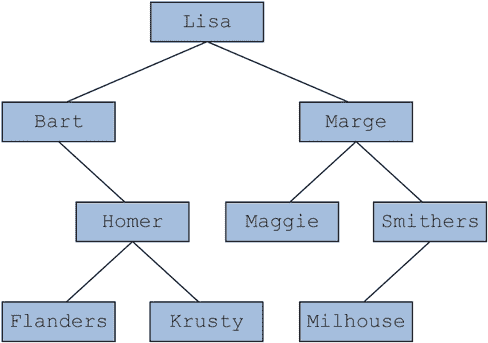 Lisa
Bart
Marge
Homer
Maggie
Smithers
Flanders
Krusty
Milhouse